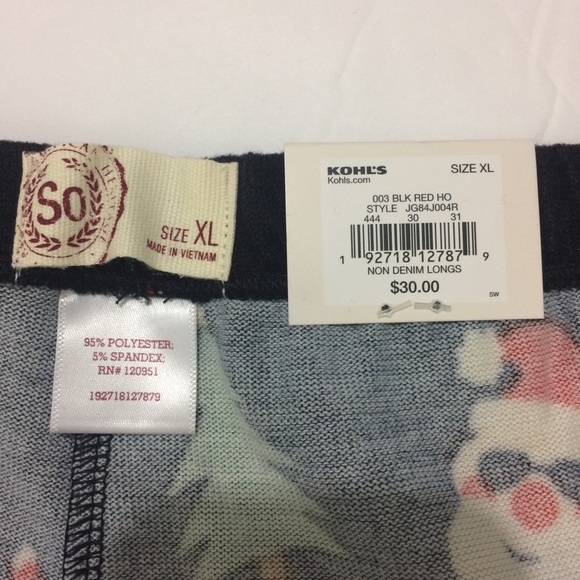 So
SIZE XL
MADE IN VIETNAM
95% POLYESTER;
5% SPANDEX;
RN# 120951
192718127879
KOHL'S
Kohls.com
SIZE XL
003 BLK RED HO
STYLE JG84J004R
444 30 31
1 92718 12787 9
NON DENIM LONGS
$30.00
SW